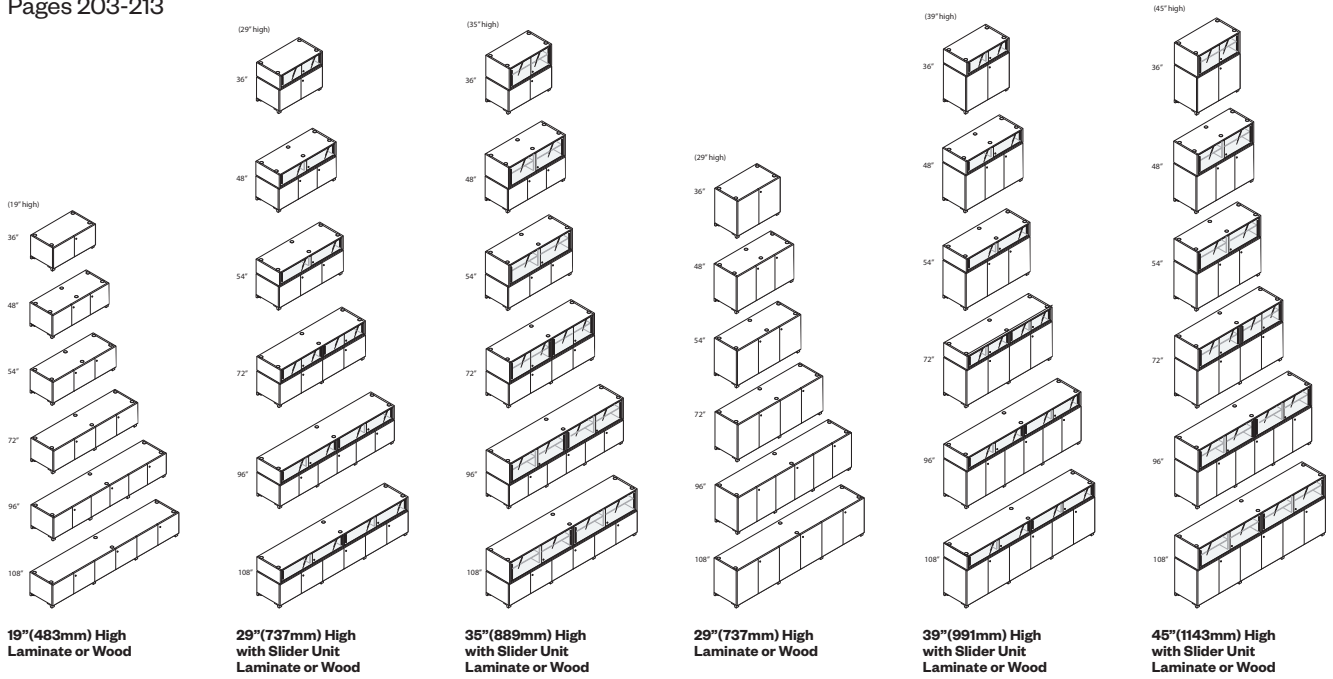 Pages 203-213
(19" high)
36"
48"
54"
72"
96"
108"
19”(483mm) High
Laminate or Wood
(29" high)
36"
48"
54"
72"
96"
108"
29”(737mm) High
with Slider Unit
Laminate or Wood
(35" high)
36"
48"
54"
72"
96"
108"
35”(889mm) High
with Slider Unit
Laminate or Wood
(29" high)
36"
48"
54"
72"
96"
108"
29”(737mm) High
Laminate or Wood
(39" high)
36"
48"
54"
72"
96"
108"
39”(991mm) High
with Slider Unit
Laminate or Wood
(45" high)
36"
48"
54"
72"
96"
108"
45”(1143mm) High
with Slider Unit
Laminate or Wood